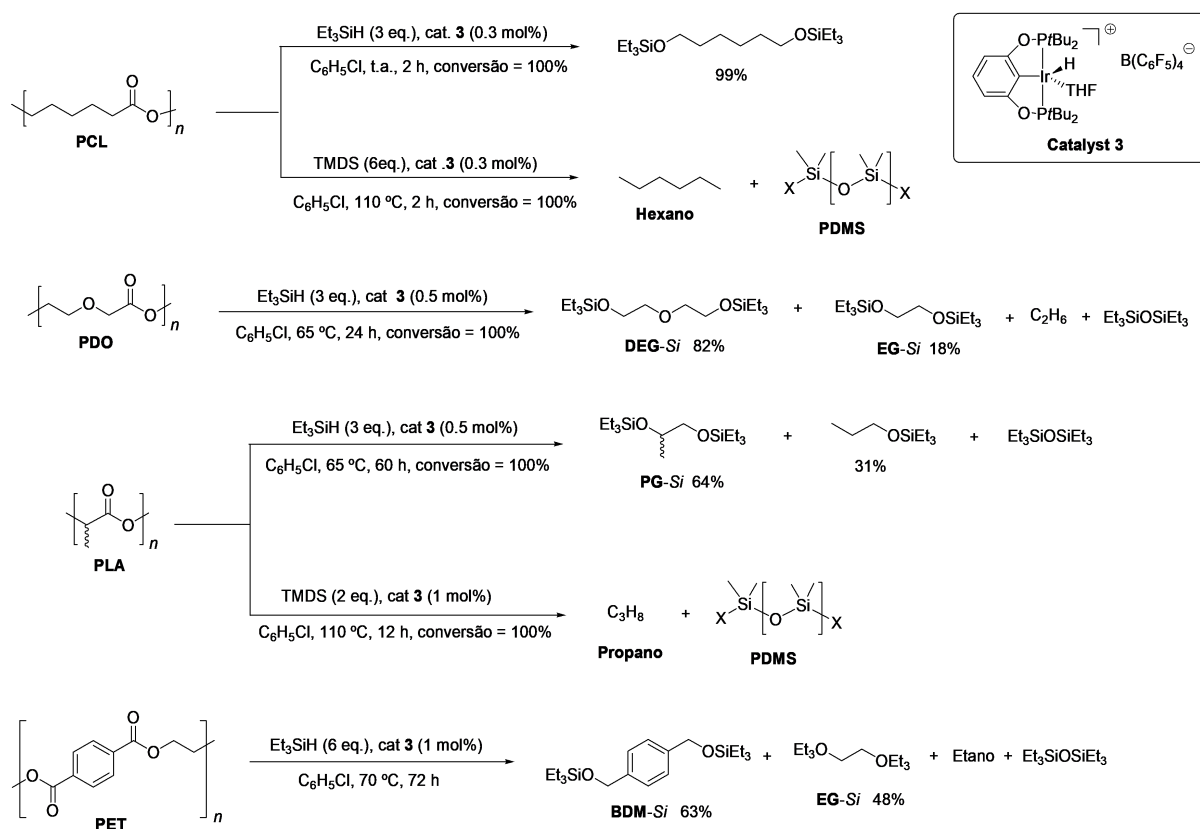 Et3SiH (3 eq.), cat. 3 (0.3 mol%)
C6H5Cl, t.a., 2 h, conversão = 100%
Et3SiO
OSiEt3
99%
O
O
n
PCL
TMDS (6eq.), cat .3 (0.3 mol%)
C6H5Cl, 110 ºC, 2 h, conversão = 100%
Hexano
+
X
Si
O
Si
X
PDMS
O-PtBu2
H
Ir
THF
O-PtBu2
+
B(C6F5)4 −
Catalyst 3
O
O
O
n
PDO
Et3SiH (3 eq.), cat 3 (0.5 mol%)
C6H5Cl, 65 ºC, 24 h, conversão = 100%
Et3SiO
O
OSiEt3
DEG-Si 82%
+
Et3SiO
OSiEt3
EG-Si 18%
+ C2H6 + Et3SiOSiEt3
O
O
n
PLA
Et3SiH (3 eq.), cat 3 (0.5 mol%)
C6H5Cl, 65 ºC, 60 h, conversão = 100%
Et3SiO
OSiEt3
PG-Si 64%
+
OSiEt3
31%
+ Et3SiOSiEt3
TMDS (2 eq.), cat 3 (1 mol%)
C6H5Cl, 110 ºC, 12 h, conversão = 100%
C3H8
Propano
+
X
Si
O
Si
X
PDMS
O
O
O
O
n
PET
Et3SiH (6 eq.), cat 3 (1 mol%)
C6H5Cl, 70 ºC, 72 h
OSiEt3
Et3SiO
BDM-Si 63%
+
Et3O
OEt3
EG-Si 48%
+ Etano + Et3SiOSiEt3